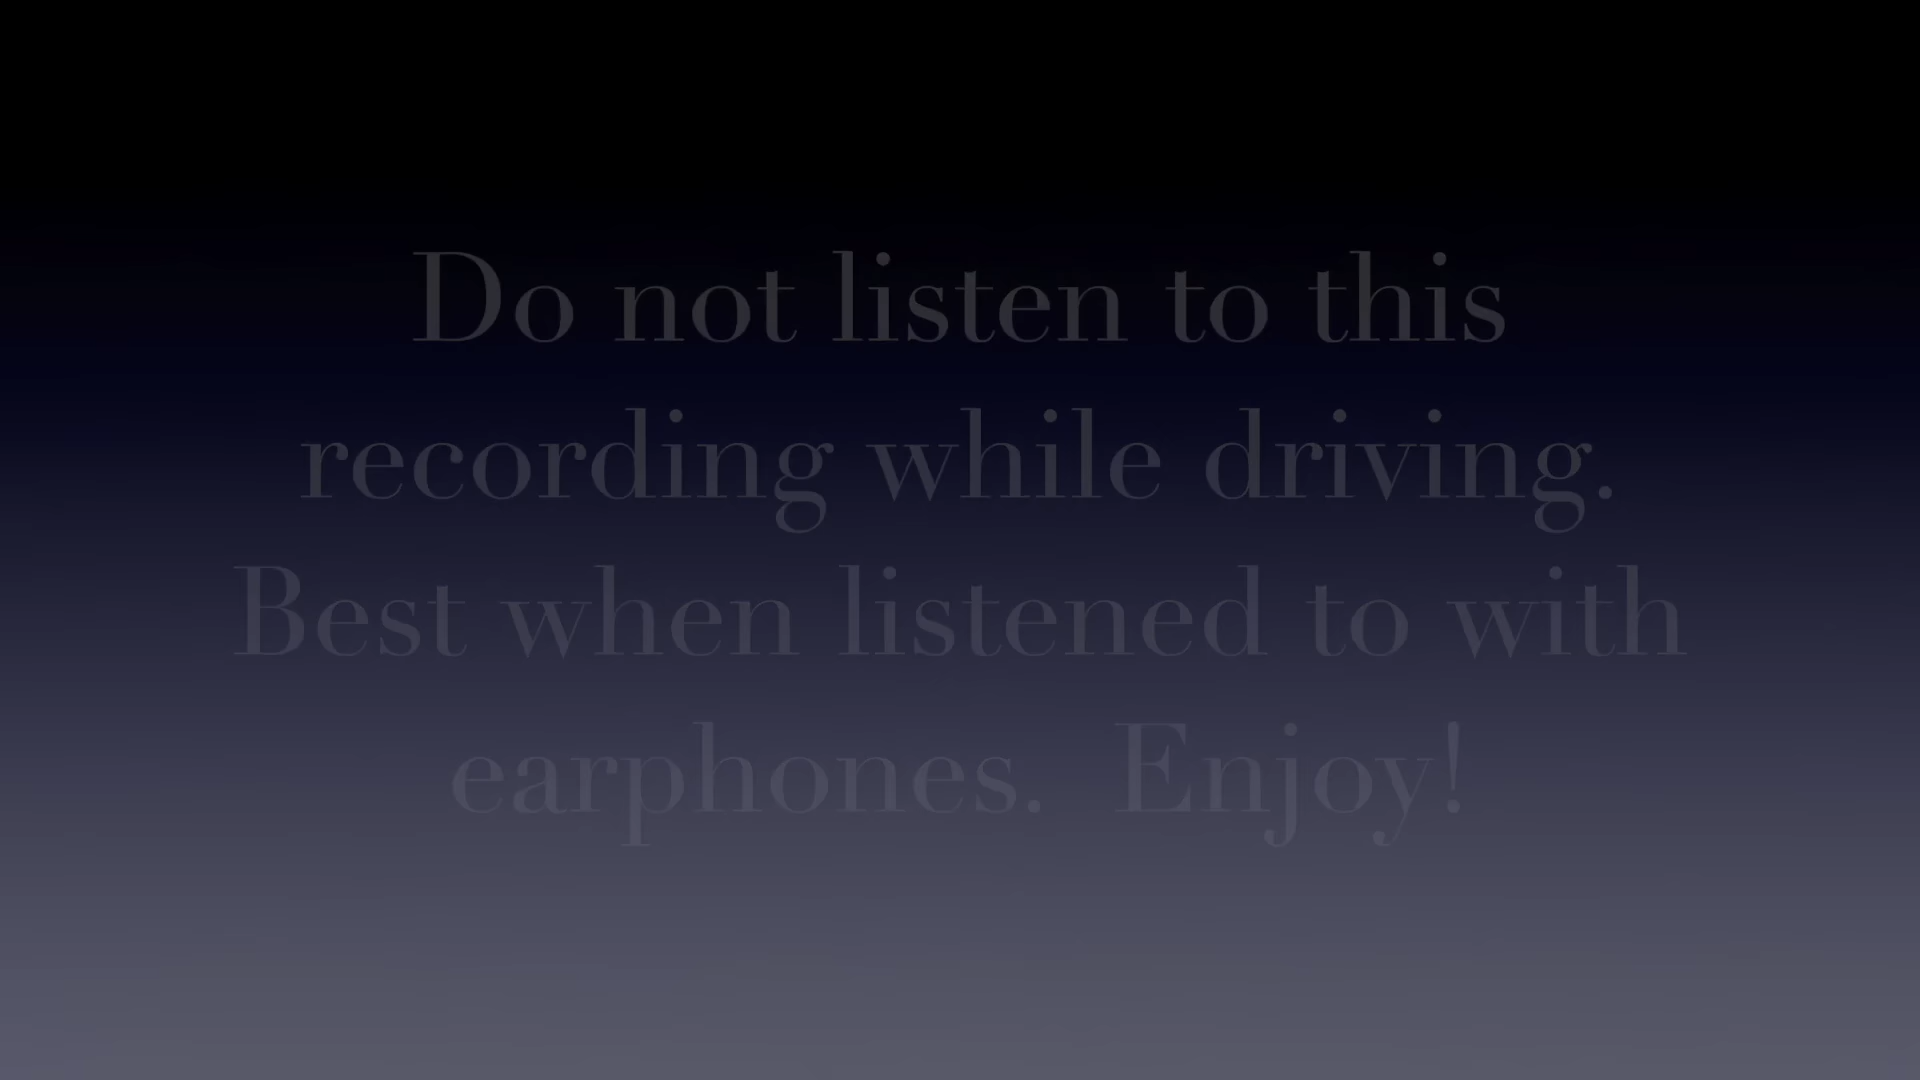 Do not listen to this
recording while driving.
Best when listened to with
earphones.  Enjoy!